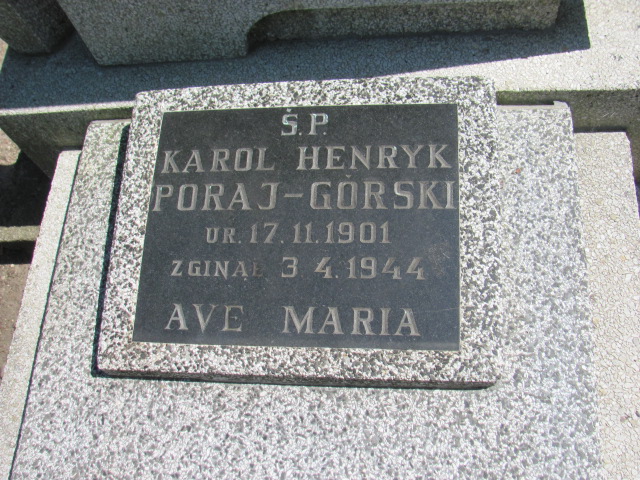 Ś.P.
KAROL HENRYK
PORAJ-GÓRSKI
UR. 17.11.1901
ZGINĄŁ 3 4.1944
AVE MARIA